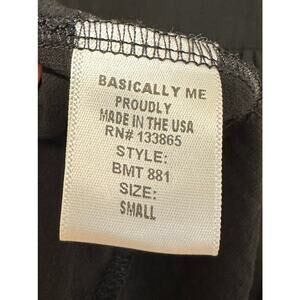 BASICALLY ME
PROUDLY
MADE IN THE USA
RN# 133865
STYLE:
BMT 881
SIZE:
SMALL